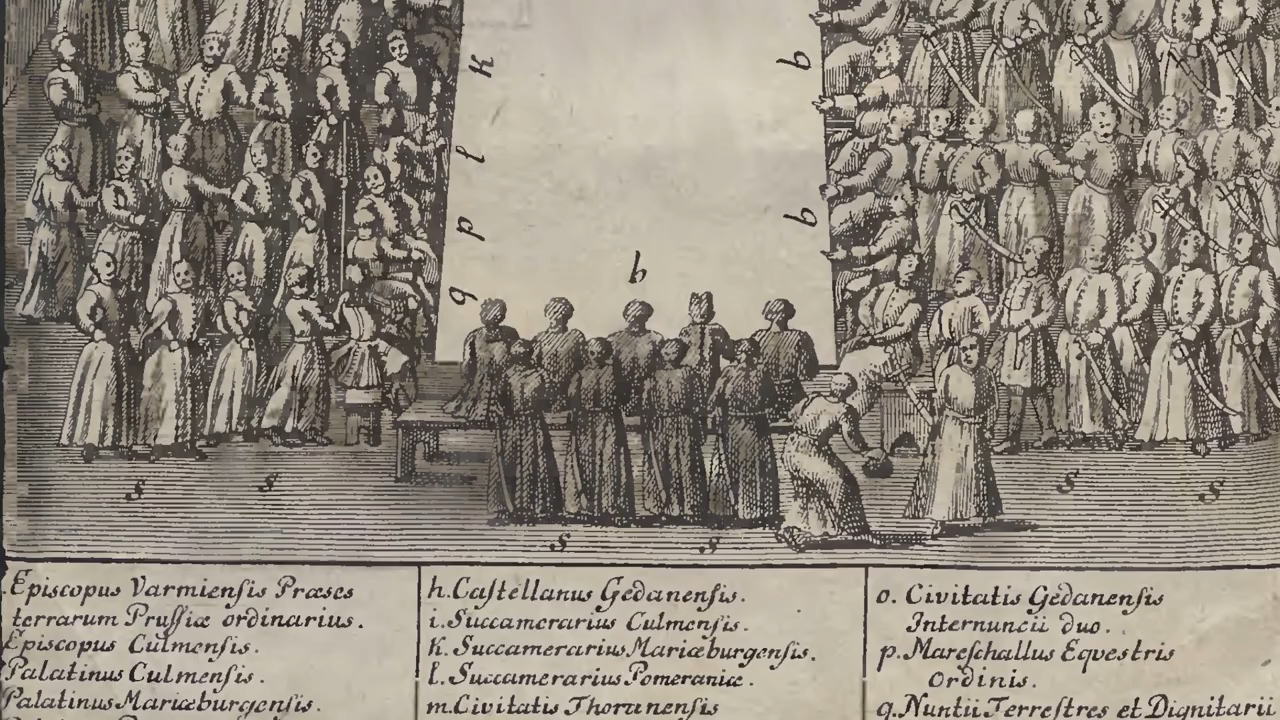 k
q
l
q
p
h
q
s
s
s
s
s
s
Episcopus Varmiensis Præses
terrarum Prussiæ ordinarius.
Episcopus Culmensis.
Palatinus Culmensis.
Palatinus Mariæburgensis.
h. Castellanus Gedanensis.
i. Succamerarius Culmensis.
k. Succamerarius Mariæburgensis.
l. Succamerarius Pomeraniæ.
m. Civitatis Thorunensis
o. Civitatis Gedanensis
Internuncii duo.
p. Mareschallus Eqvestris
Ordinis.
q. Nuntii Terrestres et Dignitarii